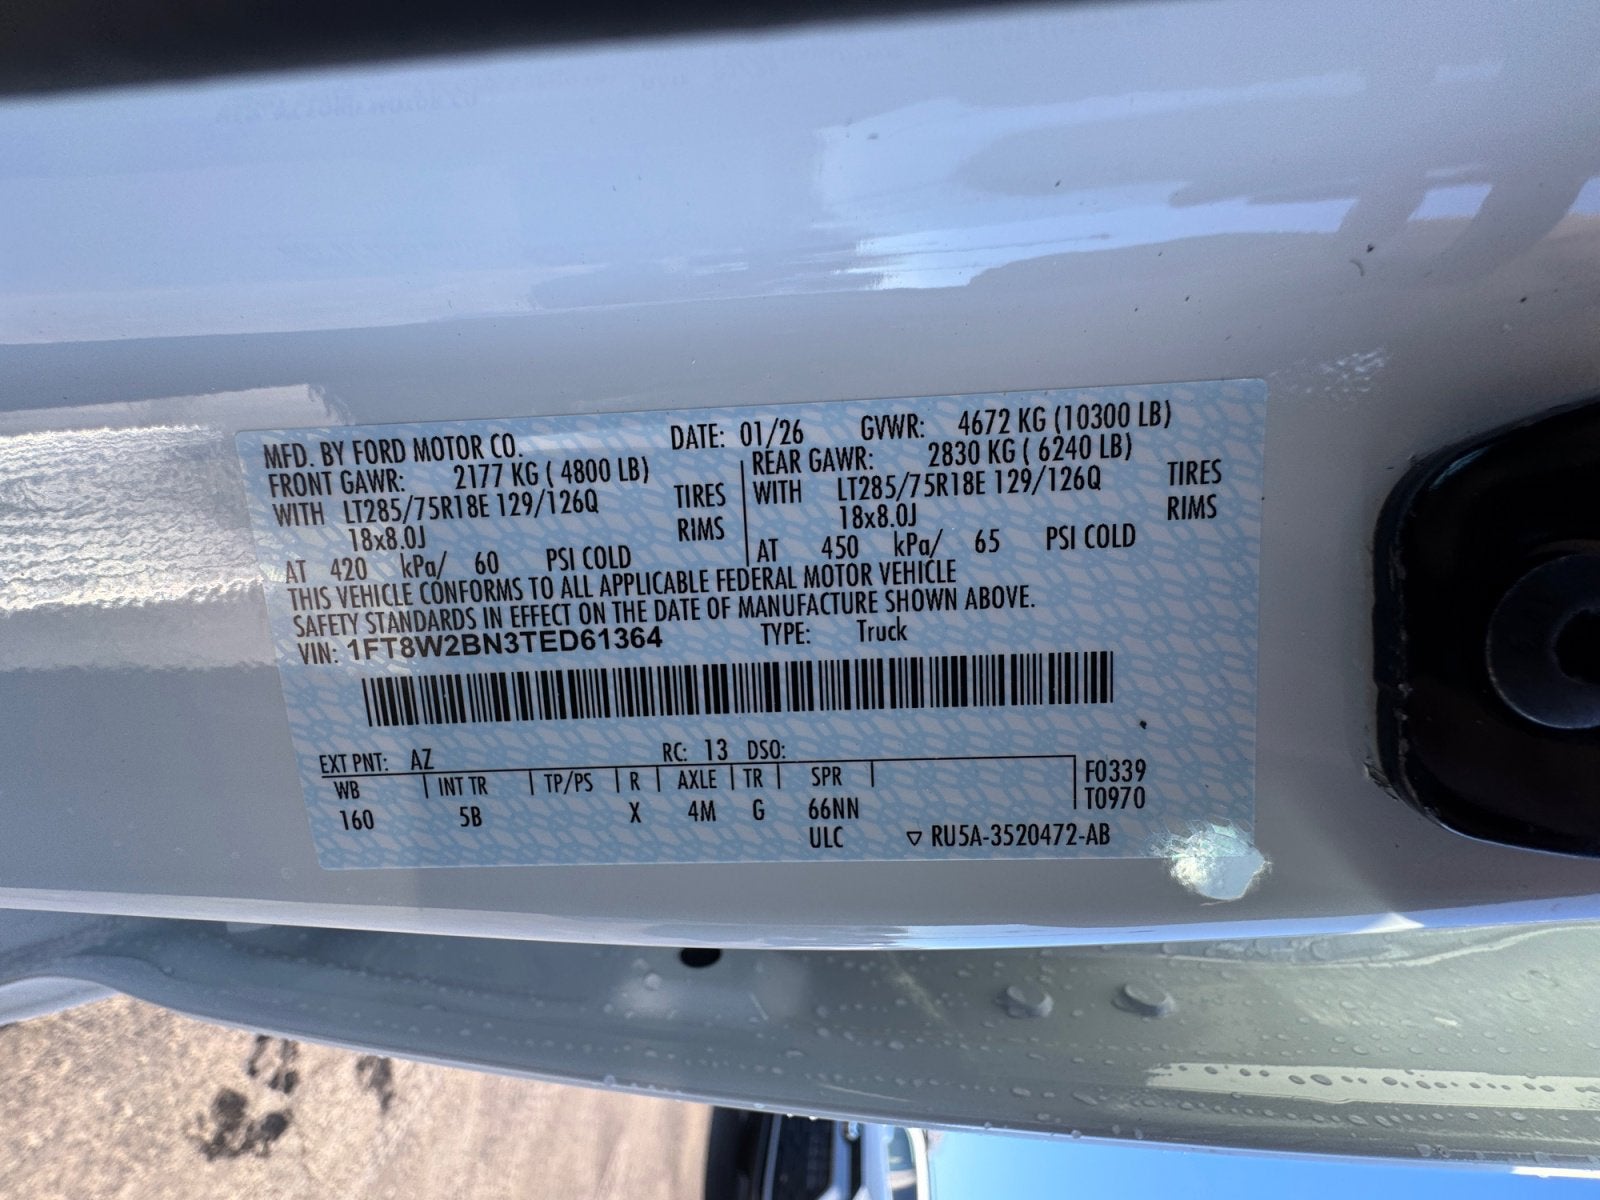 MFD. BY FORD MOTOR CO. DATE: 01/26 GVWR: 4672 KG (10300 LB)
FRONT GAWR: 2177 KG ( 4800 LB) REAR GAWR: 2830 KG ( 6240 LB)
WITH LT285/75R18E 129/126Q TIRES WITH LT285/75R18E 129/126Q TIRES
18x8.0J RIMS 18x8.0J RIMS
AT 420 kPa/ 60 PSI COLD AT 450 kPa/ 65 PSI COLD
THIS VEHICLE CONFORMS TO ALL APPLICABLE FEDERAL MOTOR VEHICLE
SAFETY STANDARDS IN EFFECT ON THE DATE OF MANUFACTURE SHOWN ABOVE.
VIN: 1FT8W2BN3TED61364 TYPE: Truck
EXT PNT: AZ RC: 13 DSO:
WB INT TR TP/PS R AXLE TR SPR F0339
160 5B X 4M G 66NN T0970
ULC ▽ RU5A-3520472-AB